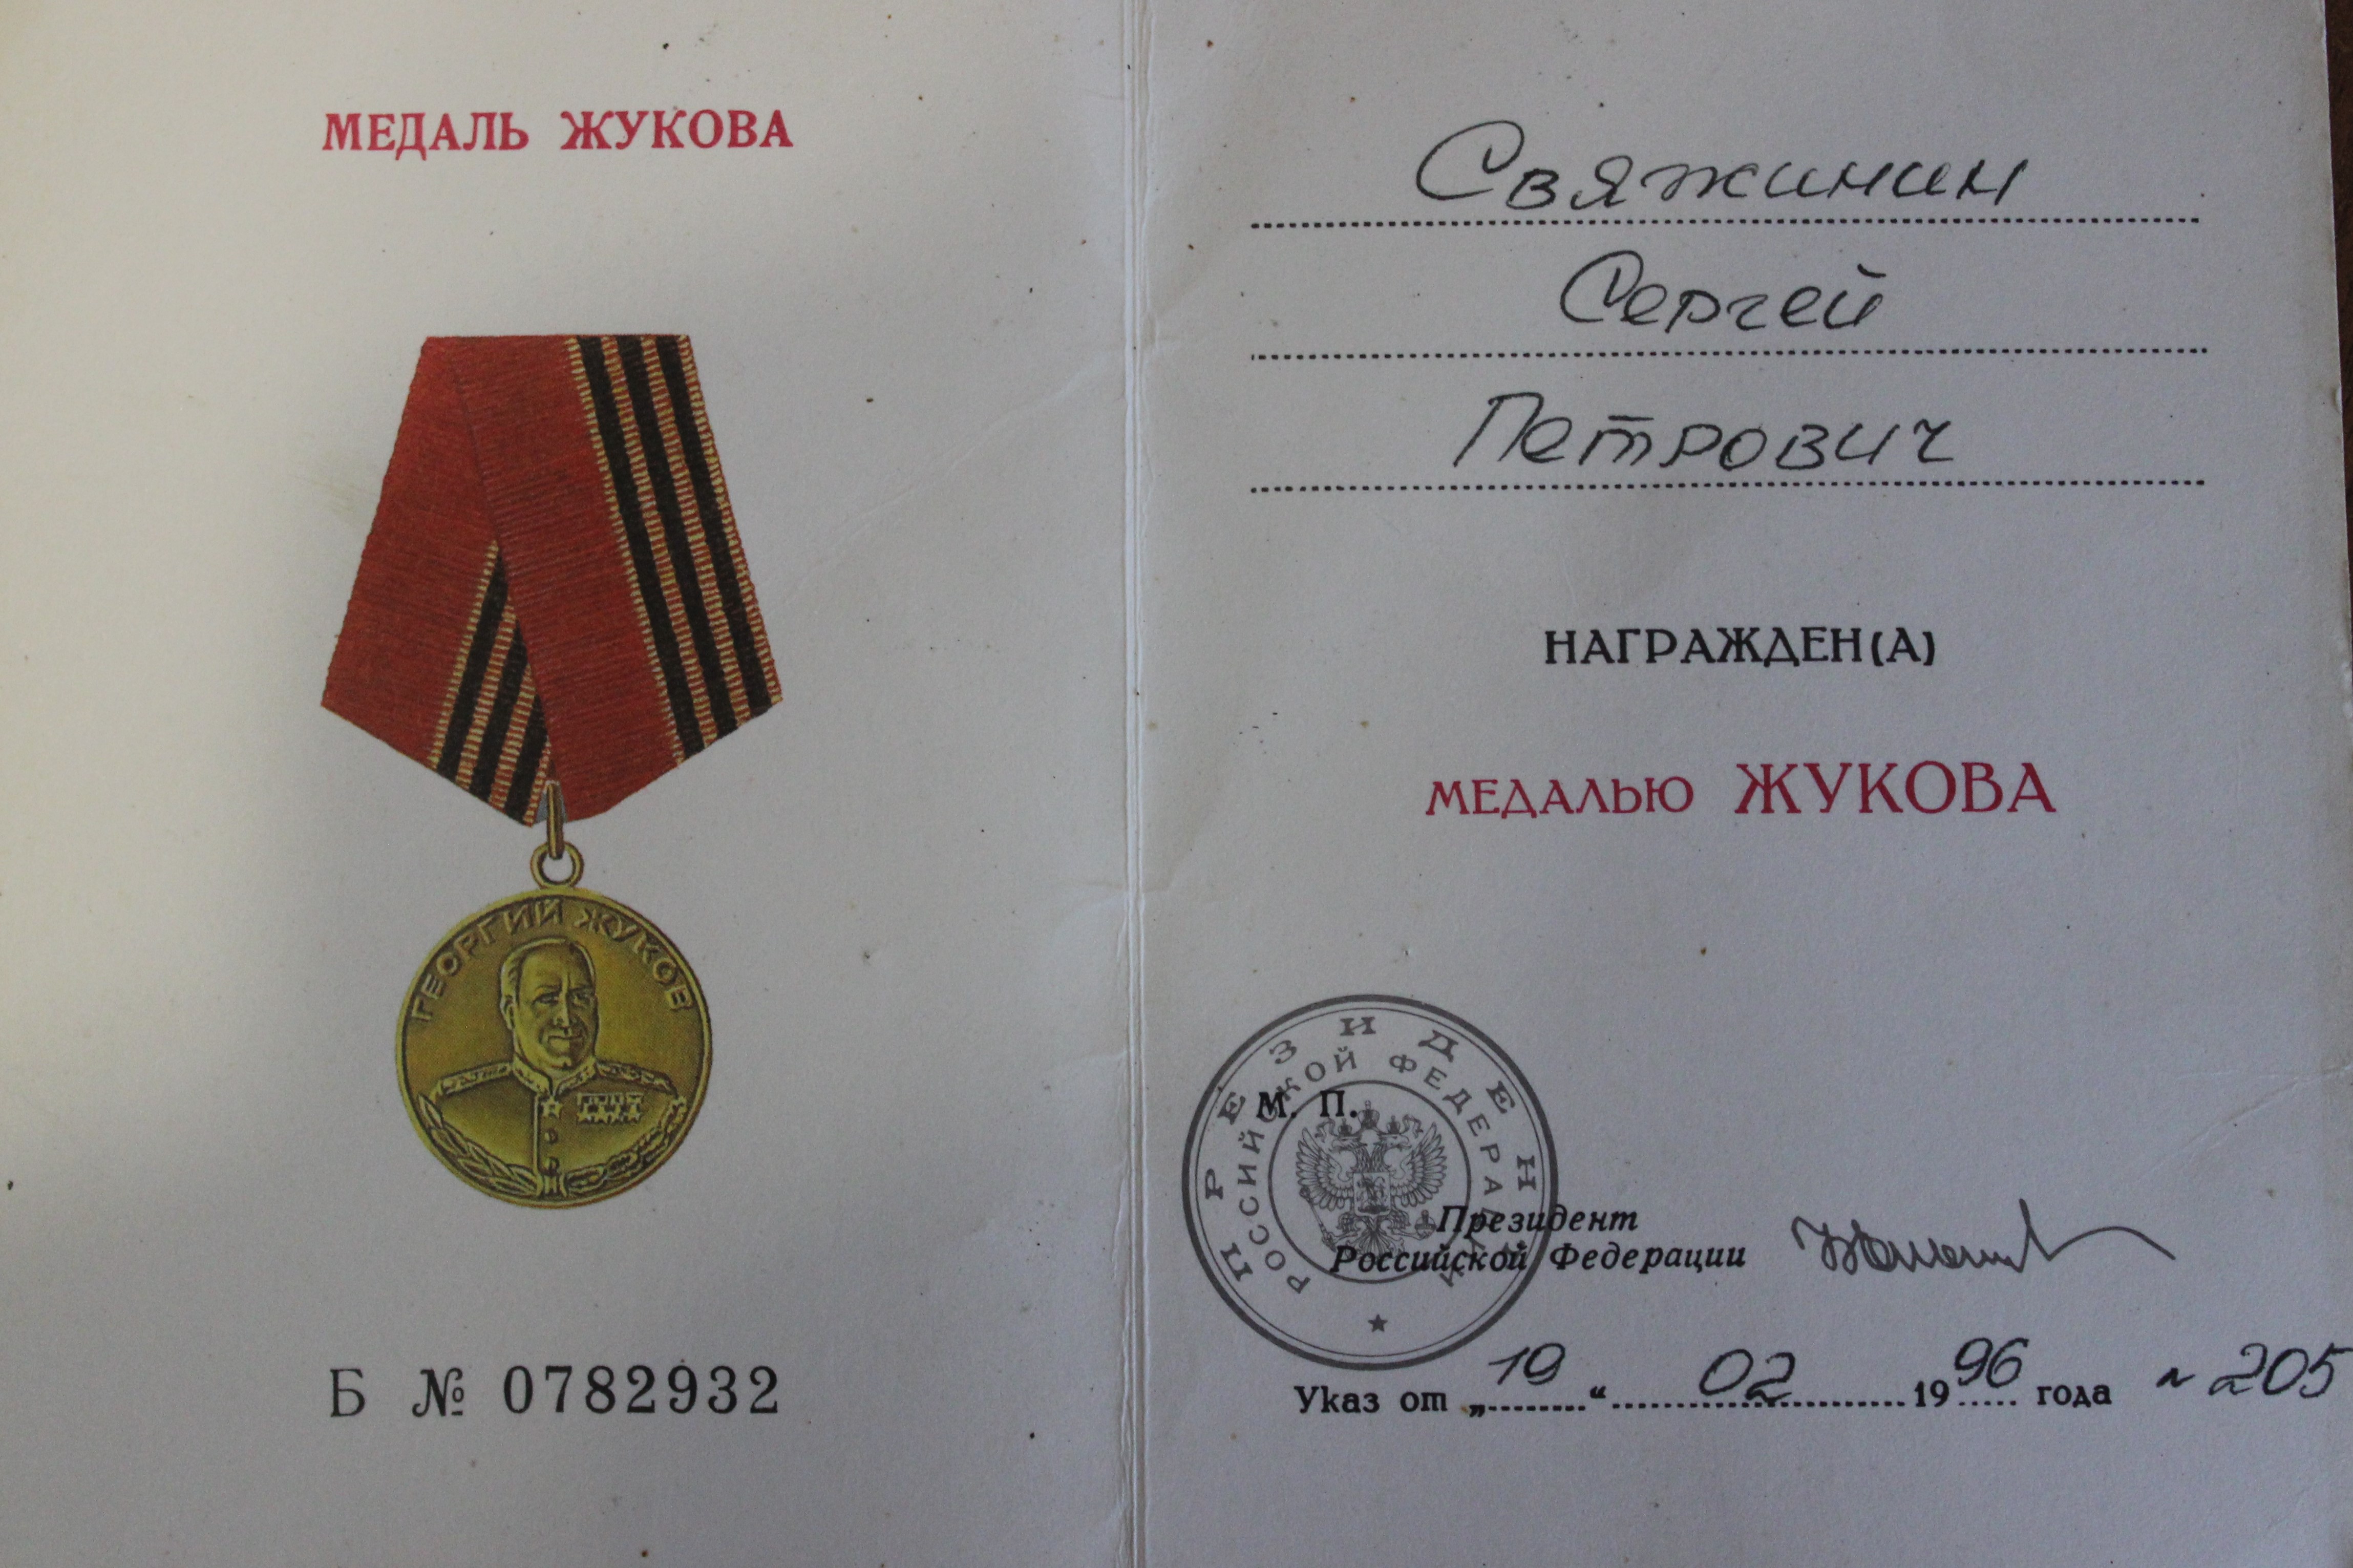 МЕДАЛЬ ЖУКОВА
ГЕОРГИЙ ЖУКОВ
Б № 0782932
Свяжинин
Сергей
Петрович
НАГРАЖДЕН(А)
МЕДАЛЬЮ ЖУКОВА
М. П.
ПРЕЗИДЕНТ
РОССИЙСКОЙ ФЕДЕРАЦИИ
Президент
Российской Федерации
Указ от „19“ 02 1996 года № 205